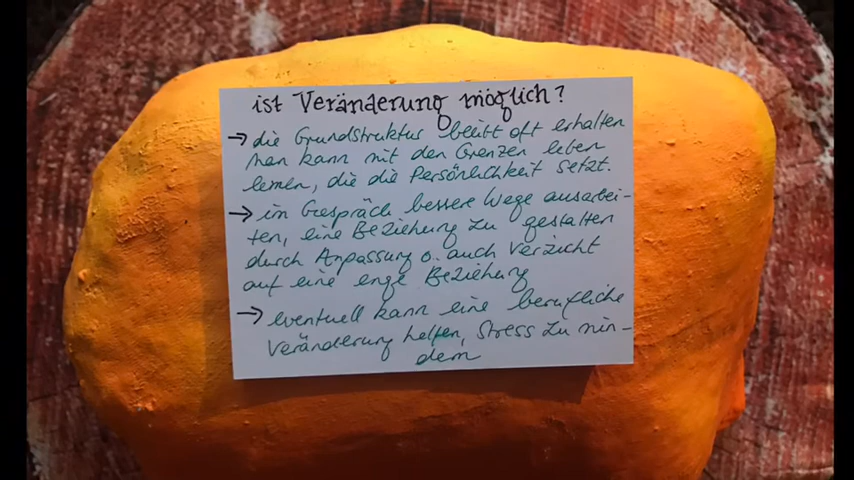 ist Veränderung möglich?
→ die Grundstruktur bleibt oft erhalten
man kann mit den Grenzen leben
lernen, die die Persönlichkeit setzt.
→ im Gespräch bessere Wege ausarbei-
ten, eine Beziehung zu gestalten
durch Anpassung o. auch Verzicht
auf eine enge Beziehung
→ eventuell kann eine berufliche
Veränderung helfen, Stress zu min-
dern